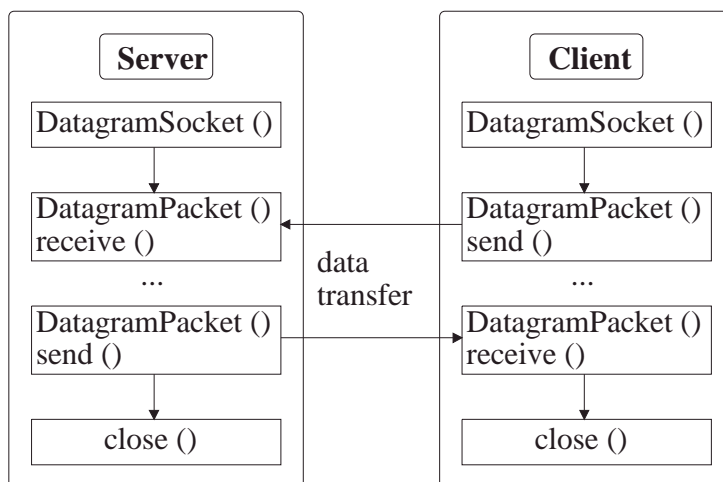 Server
DatagramSocket ()
DatagramPacket ()
receive ()
...
DatagramPacket ()
send ()
close ()
data
transfer
Client
DatagramSocket ()
DatagramPacket ()
send ()
...
DatagramPacket ()
receive ()
close ()